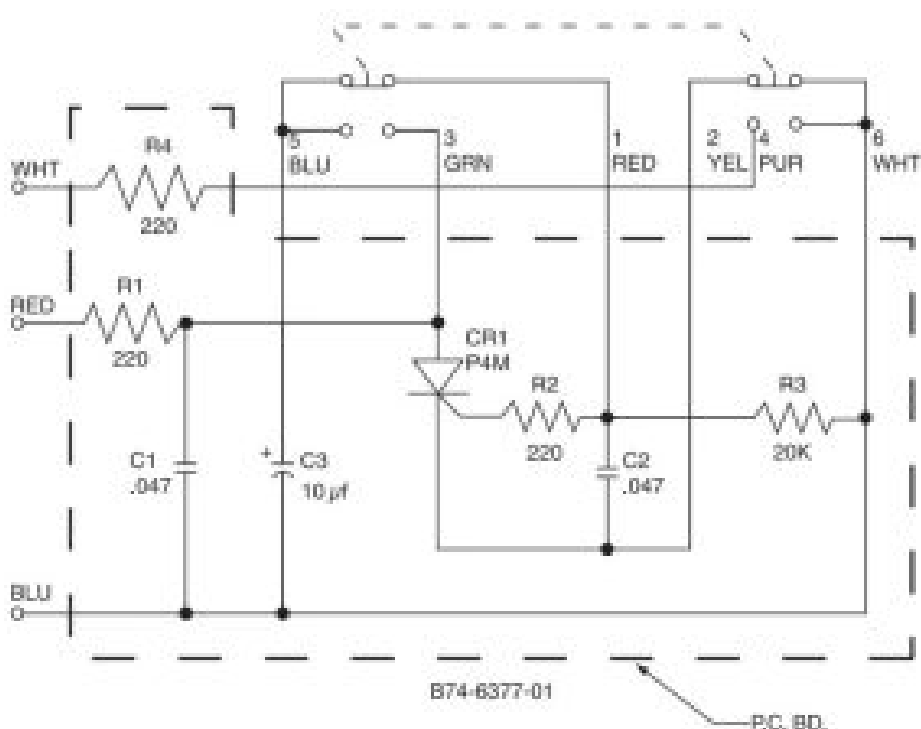 R4
WHT
220
5
BLU
3
GRN
1
RED
2
YEL
4
PUR
6
WHT
RED
R1
220
CR1
P4M
R2
220
R3
20K
C1
.047
+
C3
10 µf
C2
.047
BLU
B74-6377-01
P.C. BD.